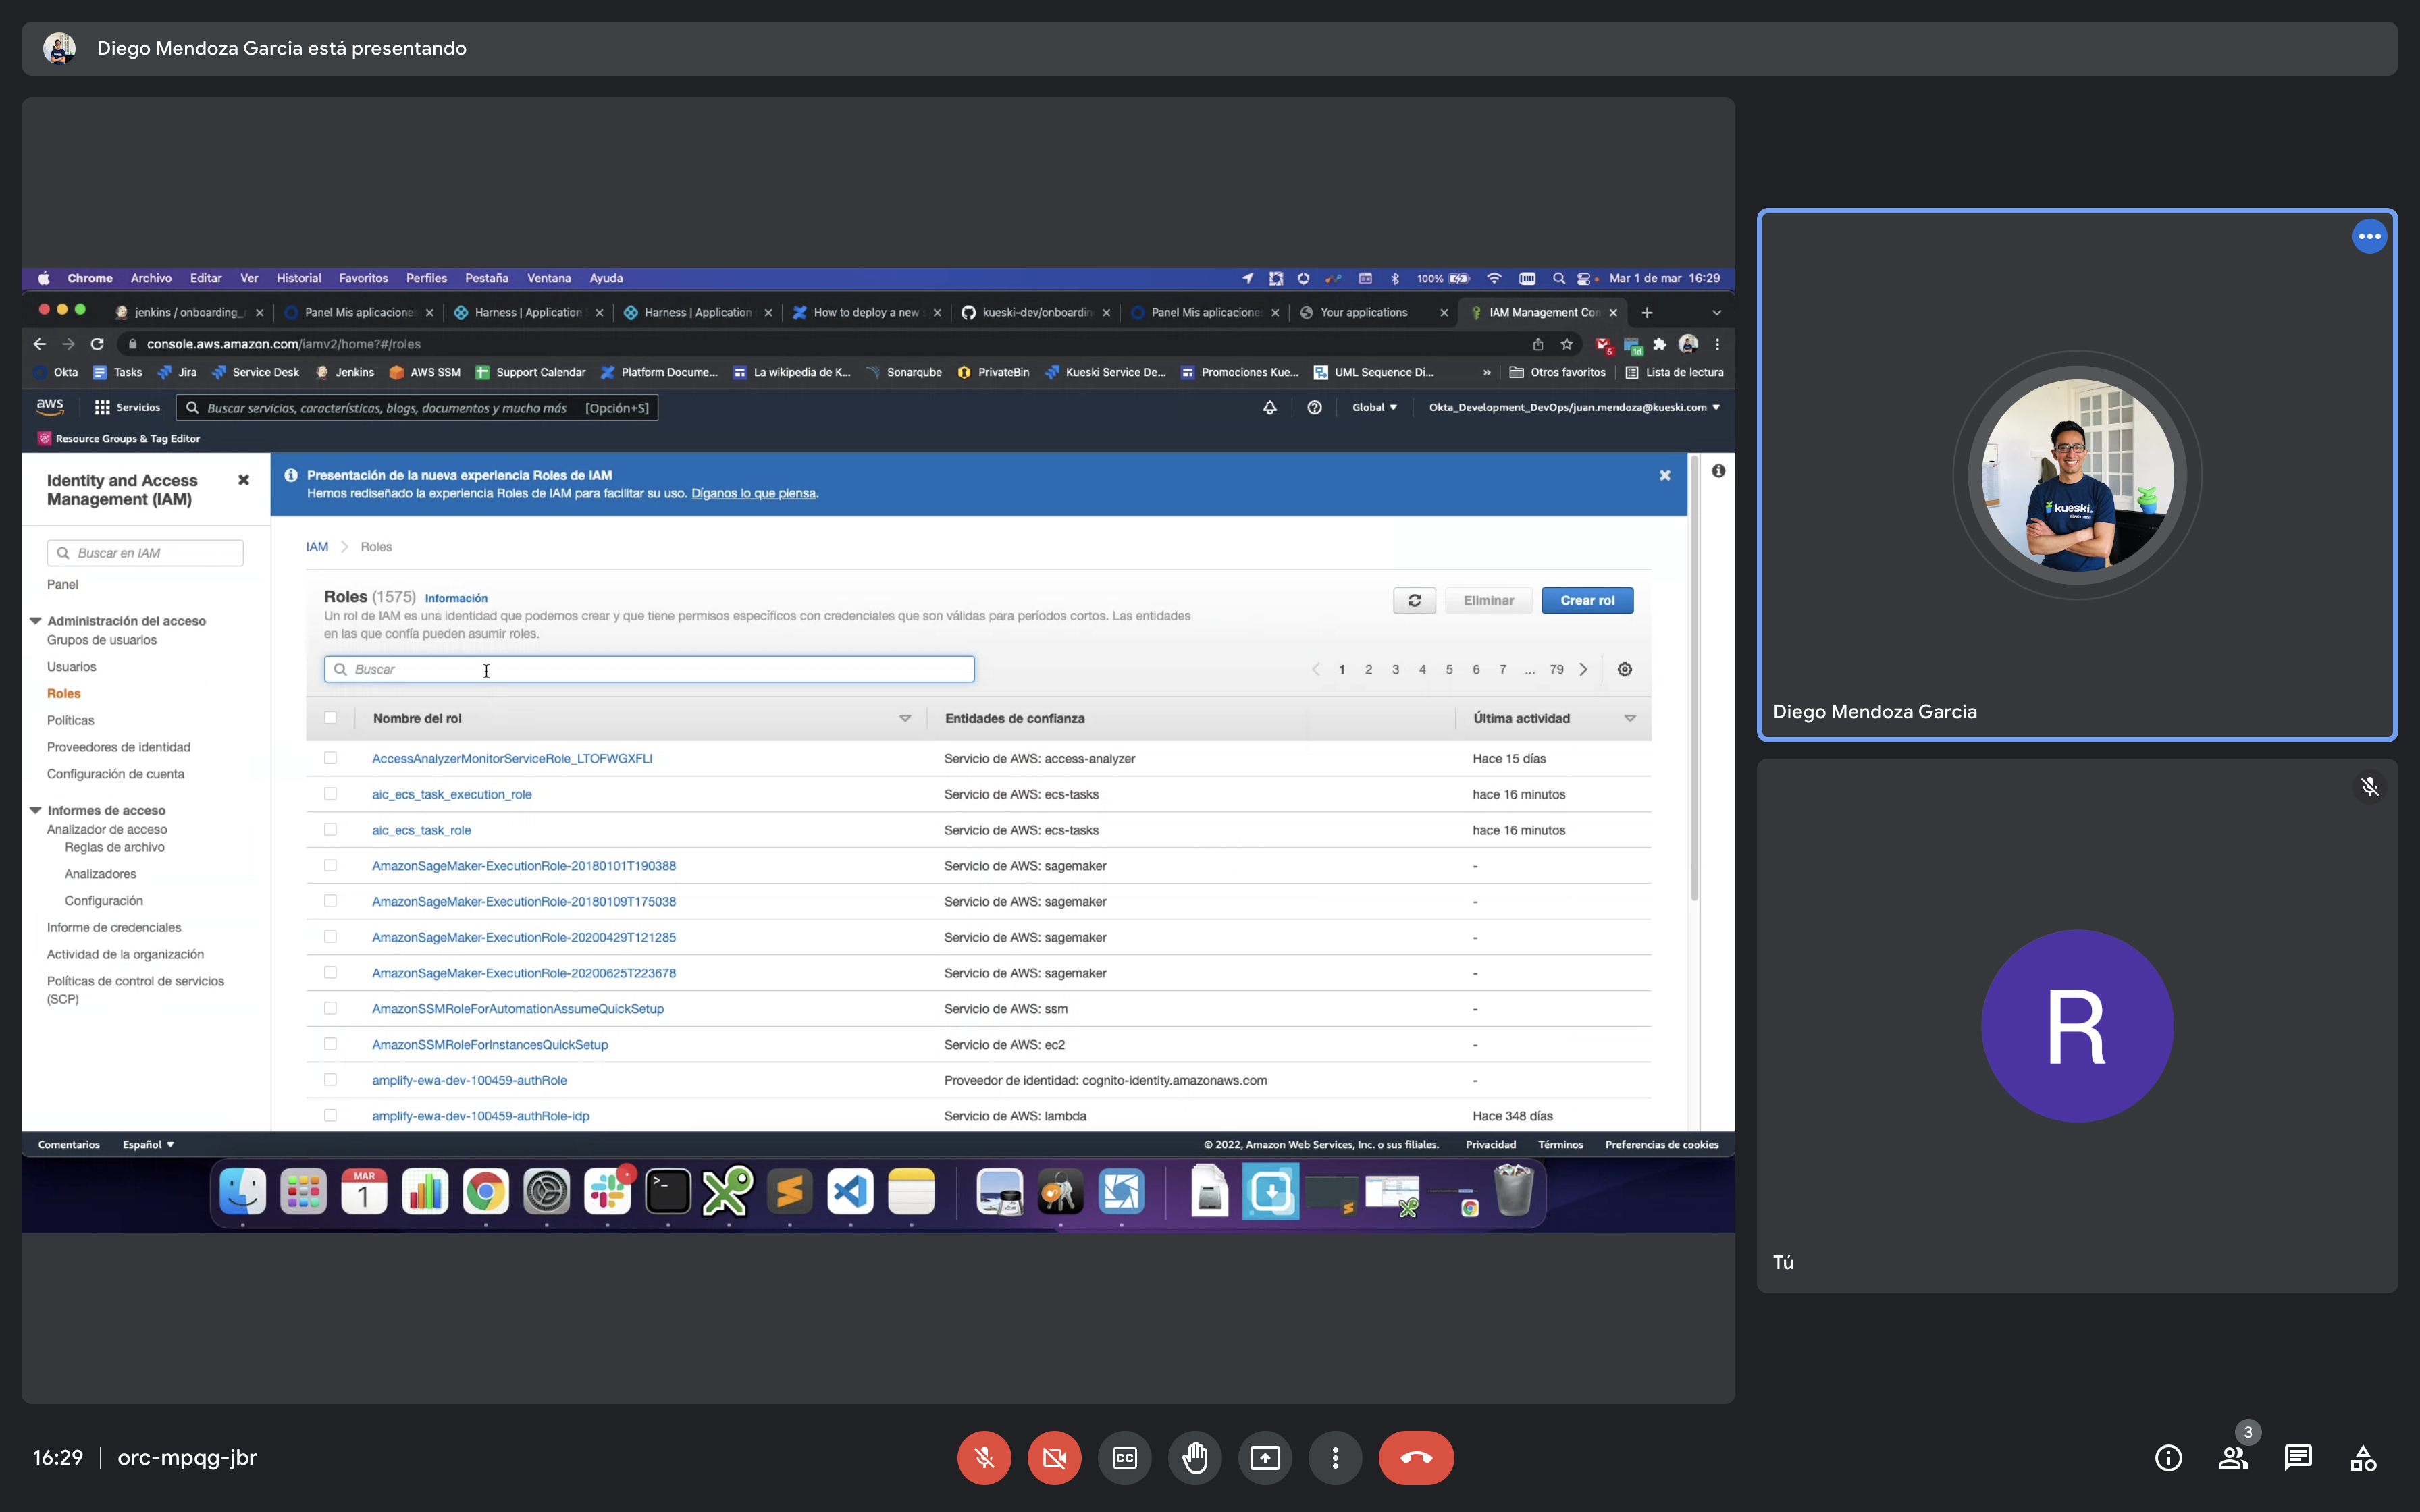 Diego Mendoza Garcia está presentando
Chrome Archivo Editar Ver Historial Favoritos Perfiles Pestaña Ventana Ayuda 100% Mar 1 de mar 16:29
jenkins / onboarding_ Panel Mis aplicacione Harness | Application Harness | Application How to deploy a new kueski-dev/onboardin Panel Mis aplicacione Your applications IAM Management Con
console.aws.amazon.com/iamv2/home?#/roles 5 1d
Okta Tasks Jira Service Desk Jenkins AWS SSM Support Calendar Platform Docume... La wikipedia de K... Sonarqube PrivateBin Kueski Service De... Promociones Kue... UML Sequence Di... » Otros favoritos Lista de lectura
aws Servicios Buscar servicios, características, blogs, documentos y mucho más [Opción+S] Global Okta_Development_DevOps/juan.mendoza@kueski.com
Resource Groups & Tag Editor
Identity and Access
Management (IAM)
Buscar en IAM
Panel
Administración del acceso
Grupos de usuarios
Usuarios
Roles
Políticas
Proveedores de identidad
Configuración de cuenta
Informes de acceso
Analizador de acceso
Reglas de archivo
Analizadores
Configuración
Informe de credenciales
Actividad de la organización
Políticas de control de servicios
(SCP)
Presentación de la nueva experiencia Roles de IAM
Hemos rediseñado la experiencia Roles de IAM para facilitar su uso. Díganos lo que piensa.
IAM > Roles
Roles (1575) Información
Un rol de IAM es una identidad que podemos crear y que tiene permisos específicos con credenciales que son válidas para períodos cortos. Las entidades
en las que confía pueden asumir roles.
Eliminar Crear rol
Buscar
1 2 3 4 5 6 7 ... 79
Nombre del rol Entidades de confianza Última actividad
AccessAnalyzerMonitorServiceRole_LTOFWGXFLI Servicio de AWS: access-analyzer Hace 15 días
aic_ecs_task_execution_role Servicio de AWS: ecs-tasks hace 16 minutos
aic_ecs_task_role Servicio de AWS: ecs-tasks hace 16 minutos
AmazonSageMaker-ExecutionRole-20180101T190388 Servicio de AWS: sagemaker -
AmazonSageMaker-ExecutionRole-20180109T175038 Servicio de AWS: sagemaker -
AmazonSageMaker-ExecutionRole-20200429T121285 Servicio de AWS: sagemaker -
AmazonSageMaker-ExecutionRole-20200625T223678 Servicio de AWS: sagemaker -
AmazonSSMRoleForAutomationAssumeQuickSetup Servicio de AWS: ssm -
AmazonSSMRoleForInstancesQuickSetup Servicio de AWS: ec2 -
amplify-ewa-dev-100459-authRole Proveedor de identidad: cognito-identity.amazonaws.com -
amplify-ewa-dev-100459-authRole-idp Servicio de AWS: lambda Hace 348 días
Comentarios Español © 2022, Amazon Web Services, Inc. o sus filiales. Privacidad Términos Preferencias de cookies
MAR
1
kueski.
Diego Mendoza Garcia
R
Tú
16:29 | orc-mpqg-jbr
CC
3